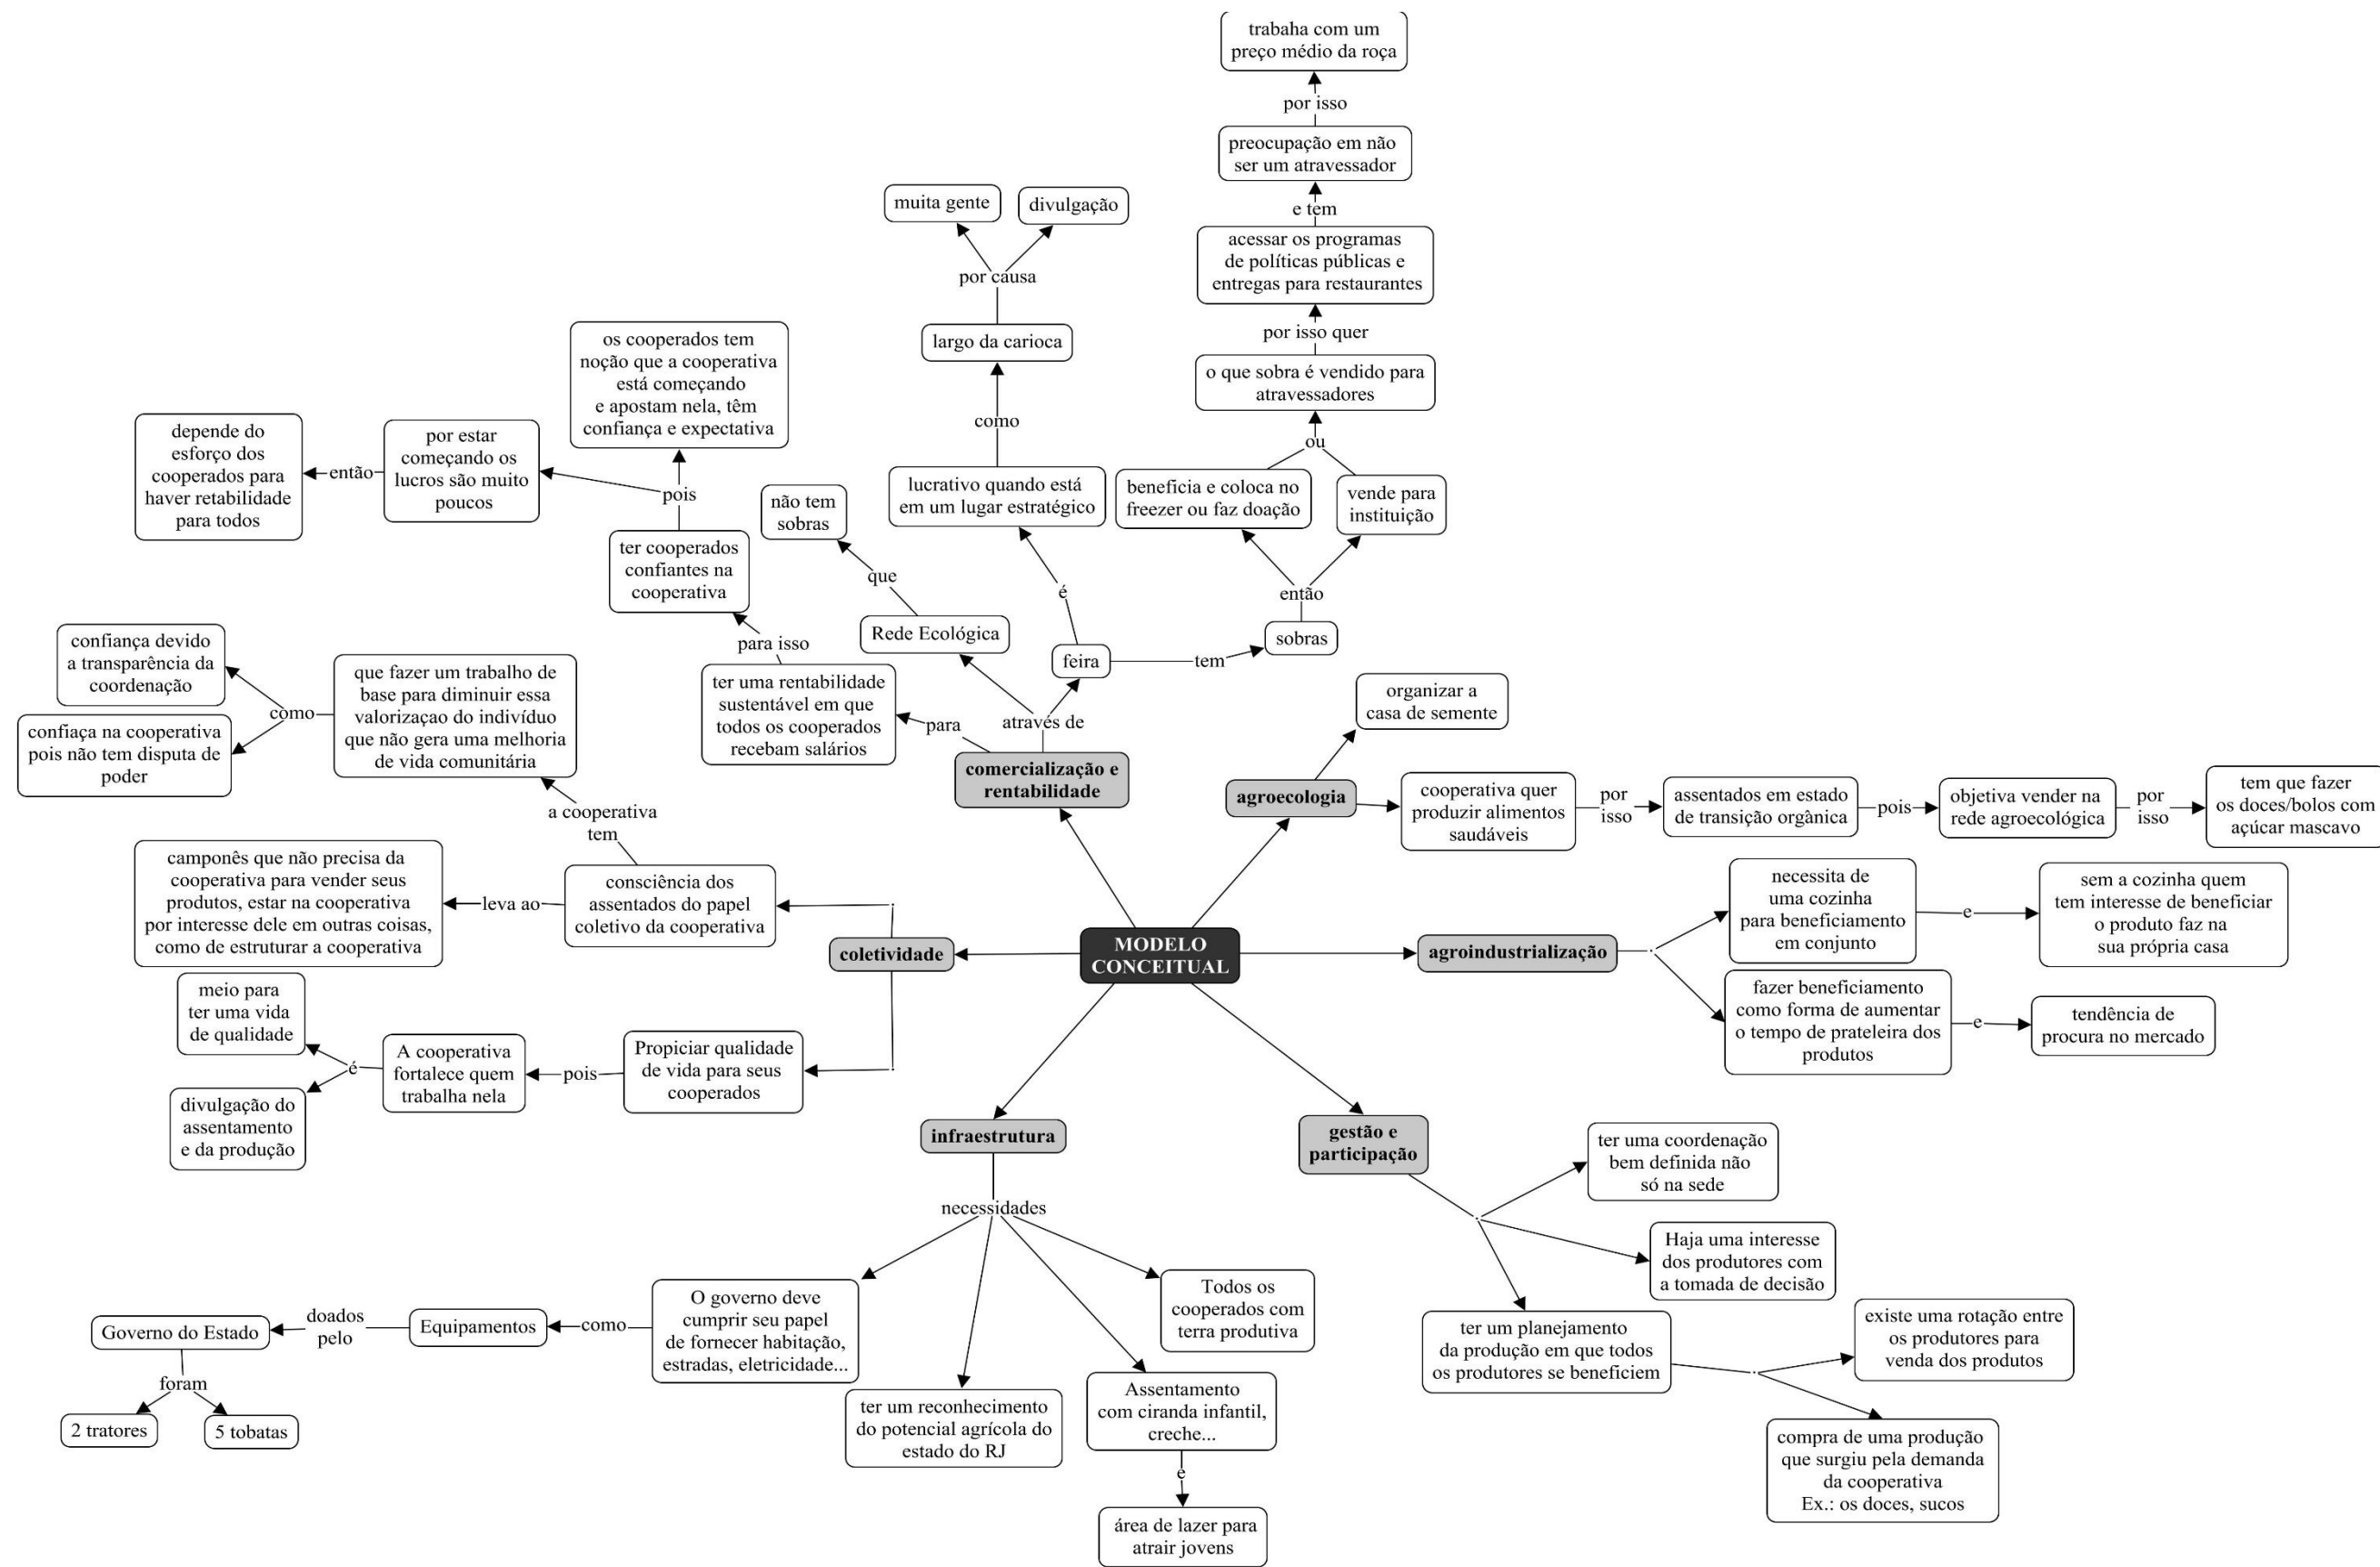 trabaha com um
preço médio da roça
por isso
preocupação em não
ser um atravessador
e tem
acessar os programas
de políticas públicas e
entregas para restaurantes
por isso quer
o que sobra é vendido para
atravessadores
ou
beneficia e coloca no
freezer ou faz doação
vende para
instituição
então
sobras
tem
feira
é
lucrativo quando está
em um lugar estratégico
como
largo da carioca
por causa
muita gente
divulgação
através de
Rede Ecológica
que
não tem
sobras
comercialização e
rentabilidade
para
ter uma rentabilidade
sustentável em que
todos os cooperados
recebam salários
para isso
ter cooperados
confiantes na
cooperativa
pois
os cooperados tem
noção que a cooperativa
está começando
e apostam nela, têm
confiança e expectativa
por estar
começando os
lucros são muito
poucos
então
depende do
esforço dos
cooperados para
haver retabilidade
para todos
confiança devido
a transparência da
coordenação
confiaça na cooperativa
pois não tem disputa de
poder
como
que fazer um trabalho de
base para diminuir essa
valorizaçao do indivíduo
que não gera uma melhoria
de vida comunitária
a cooperativa
tem
consciência dos
assentados do papel
coletivo da cooperativa
leva ao
camponês que não precisa da
cooperativa para vender seus
produtos, estar na cooperativa
por interesse dele em outras coisas,
como de estruturar a cooperativa
coletividade
Propiciar qualidade
de vida para seus
cooperados
pois
A cooperativa
fortalece quem
trabalha nela
é
meio para
ter uma vida
de qualidade
divulgação do
assentamento
e da produção
MODELO
CONCEITUAL
agroecologia
organizar a
casa de semente
cooperativa quer
produzir alimentos
saudáveis
por
isso
assentados em estado
de transição orgânica
pois
objetiva vender na
rede agroecológica
por
isso
tem que fazer
os doces/bolos com
açúcar mascavo
agroindustrialização
necessita de
uma cozinha
para beneficiamento
em conjunto
e
sem a cozinha quem
tem interesse de beneficiar
o produto faz na
sua própria casa
fazer beneficiamento
como forma de aumentar
o tempo de prateleira dos
produtos
e
tendência de
procura no mercado
gestão e
participação
ter uma coordenação
bem definida não
só na sede
Haja uma interesse
dos produtores com
a tomada de decisão
ter um planejamento
da produção em que todos
os produtores se beneficiem
existe uma rotação entre
os produtores para
venda dos produtos
compra de uma produção
que surgiu pela demanda
da cooperativa
Ex.: os doces, sucos
infraestrutura
necessidades
O governo deve
cumprir seu papel
de fornecer habitação,
estradas, eletricidade...
como
Equipamentos
doados
pelo
Governo do Estado
foram
2 tratores
5 tobatas
ter um reconhecimento
do potencial agrícola do
estado do RJ
Assentamento
com ciranda infantil,
creche...
e
área de lazer para
atrair jovens
Todos os
cooperados com
terra produtiva